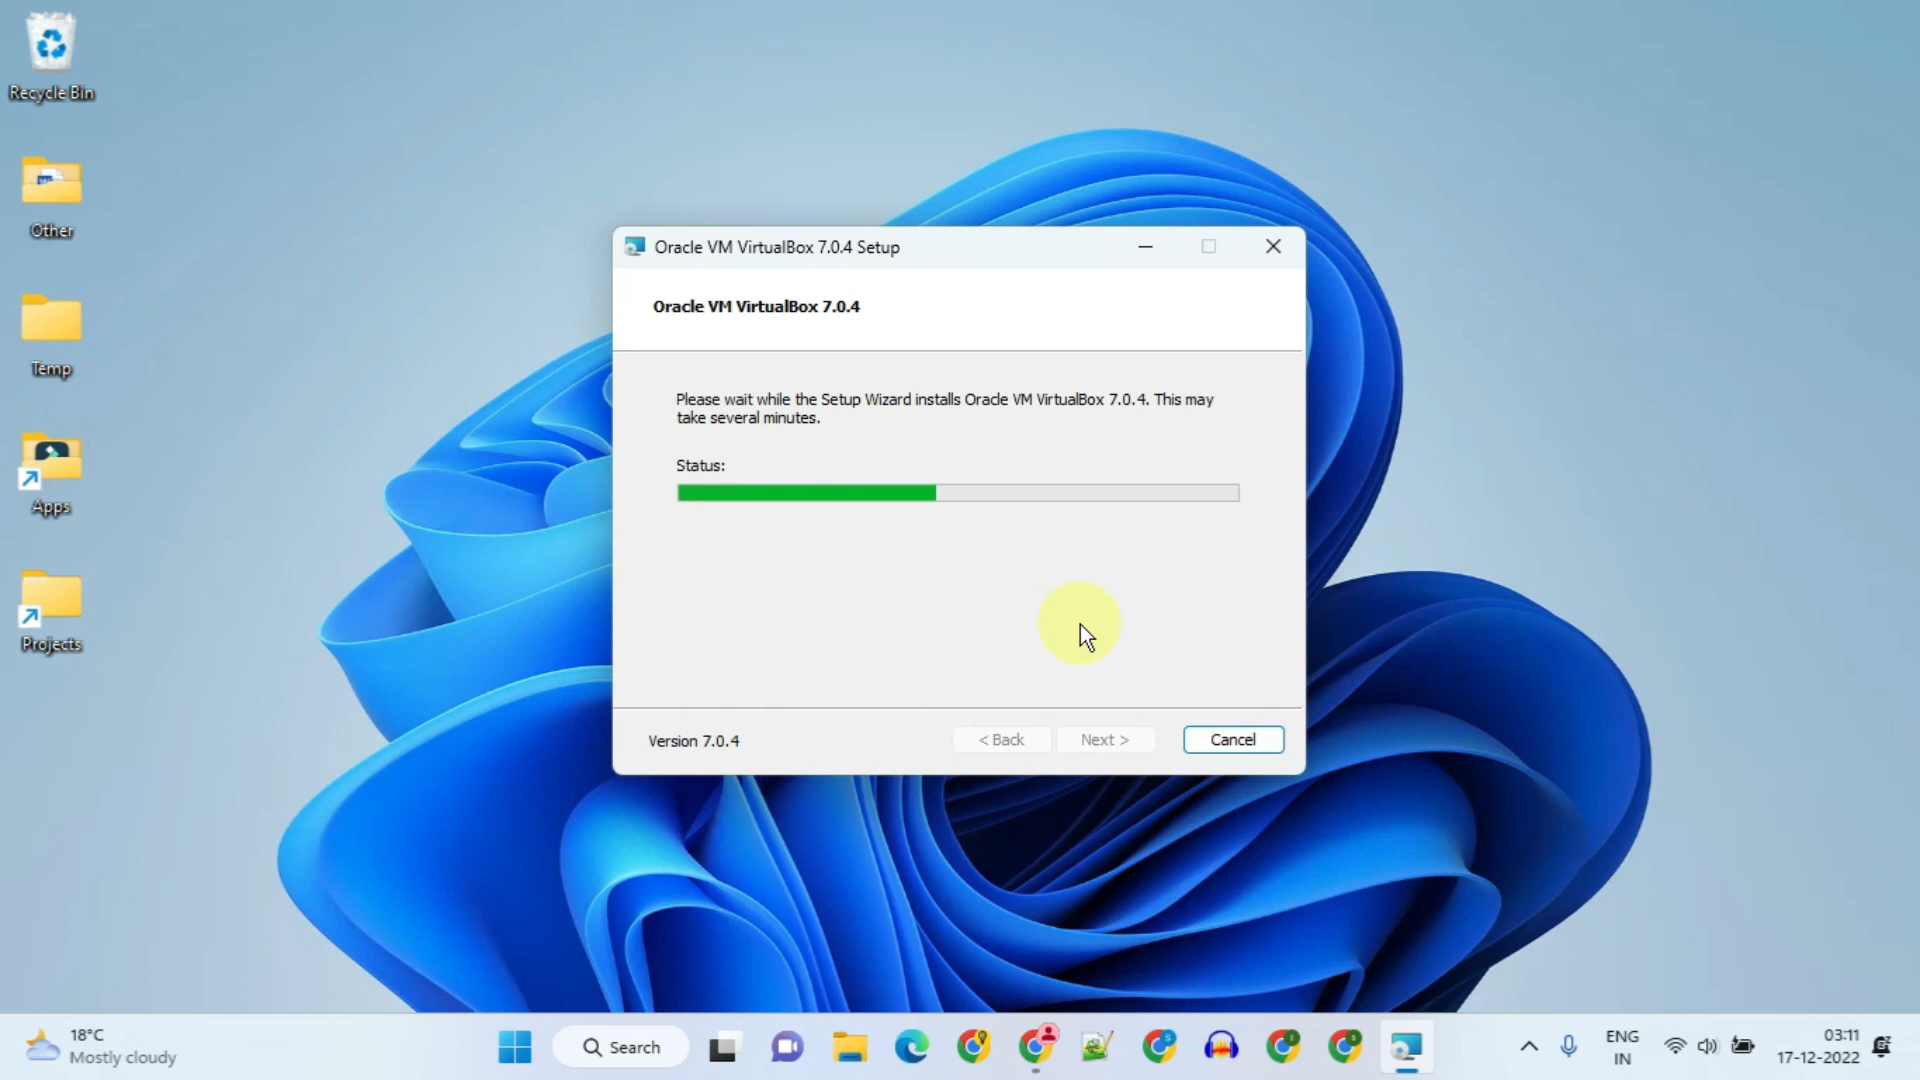 Recycle Bin
Other
Temp
Apps
Projects
Oracle VM VirtualBox 7.0.4 Setup
Oracle VM VirtualBox 7.0.4
Please wait while the Setup Wizard installs Oracle VM VirtualBox 7.0.4. This may
take several minutes.
Status:
Version 7.0.4
< Back
Next >
Cancel
18°C
Mostly cloudy
Search
ENG
IN
03:11
17-12-2022